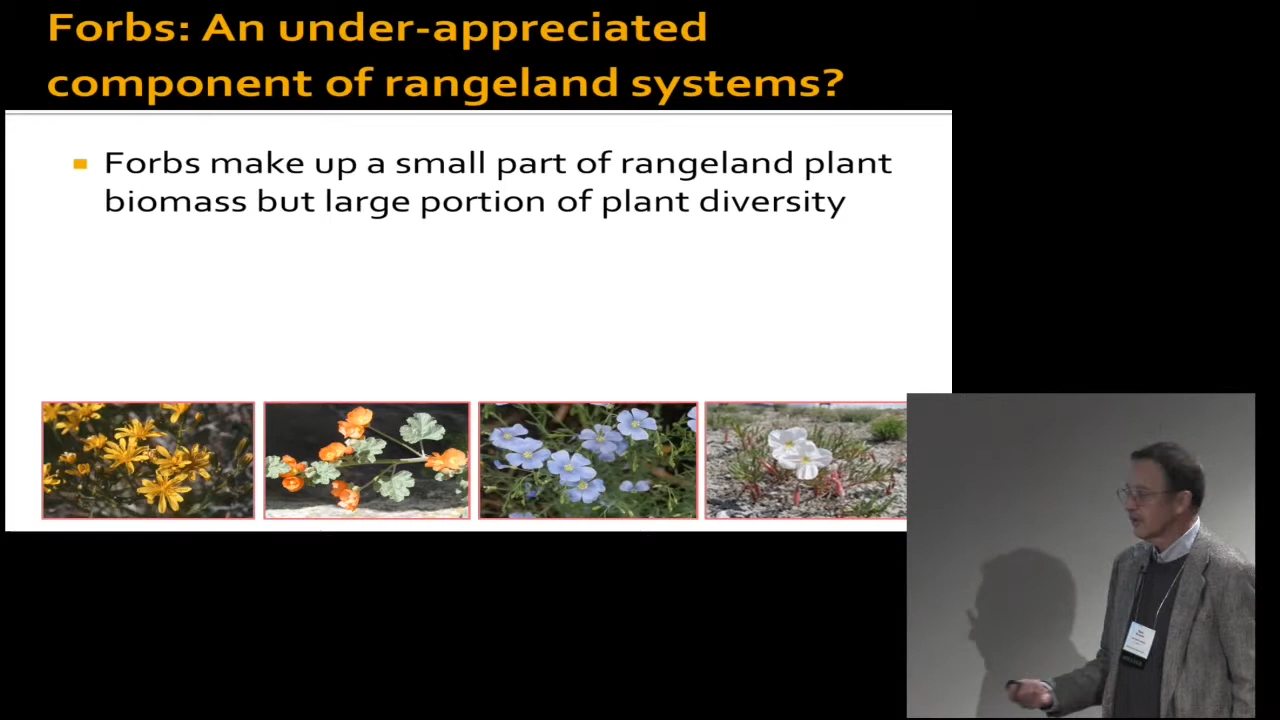 Forbs: An under-appreciated
component of rangeland systems?
Forbs make up a small part of rangeland plant
biomass but large portion of plant diversity